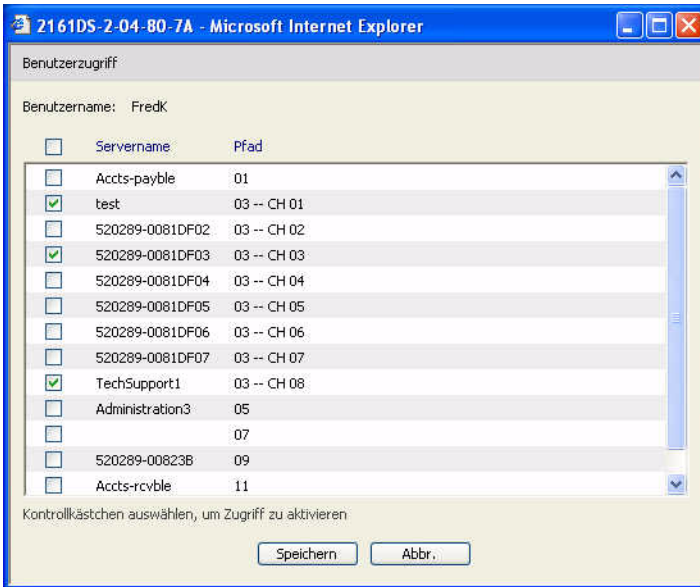 2161DS-2-04-80-7A - Microsoft Internet Explorer
Benutzerzugriff
Benutzername: FredK
Servername Pfad
Accts-payble 01
test 03 -- CH 01
520289-0081DF02 03 -- CH 02
520289-0081DF03 03 -- CH 03
520289-0081DF04 03 -- CH 04
520289-0081DF05 03 -- CH 05
520289-0081DF06 03 -- CH 06
520289-0081DF07 03 -- CH 07
TechSupport1 03 -- CH 08
Administration3 05
07
520289-00823B 09
Accts-rcvble 11
Kontrollkästchen auswählen, um Zugriff zu aktivieren
Speichern Abbr.